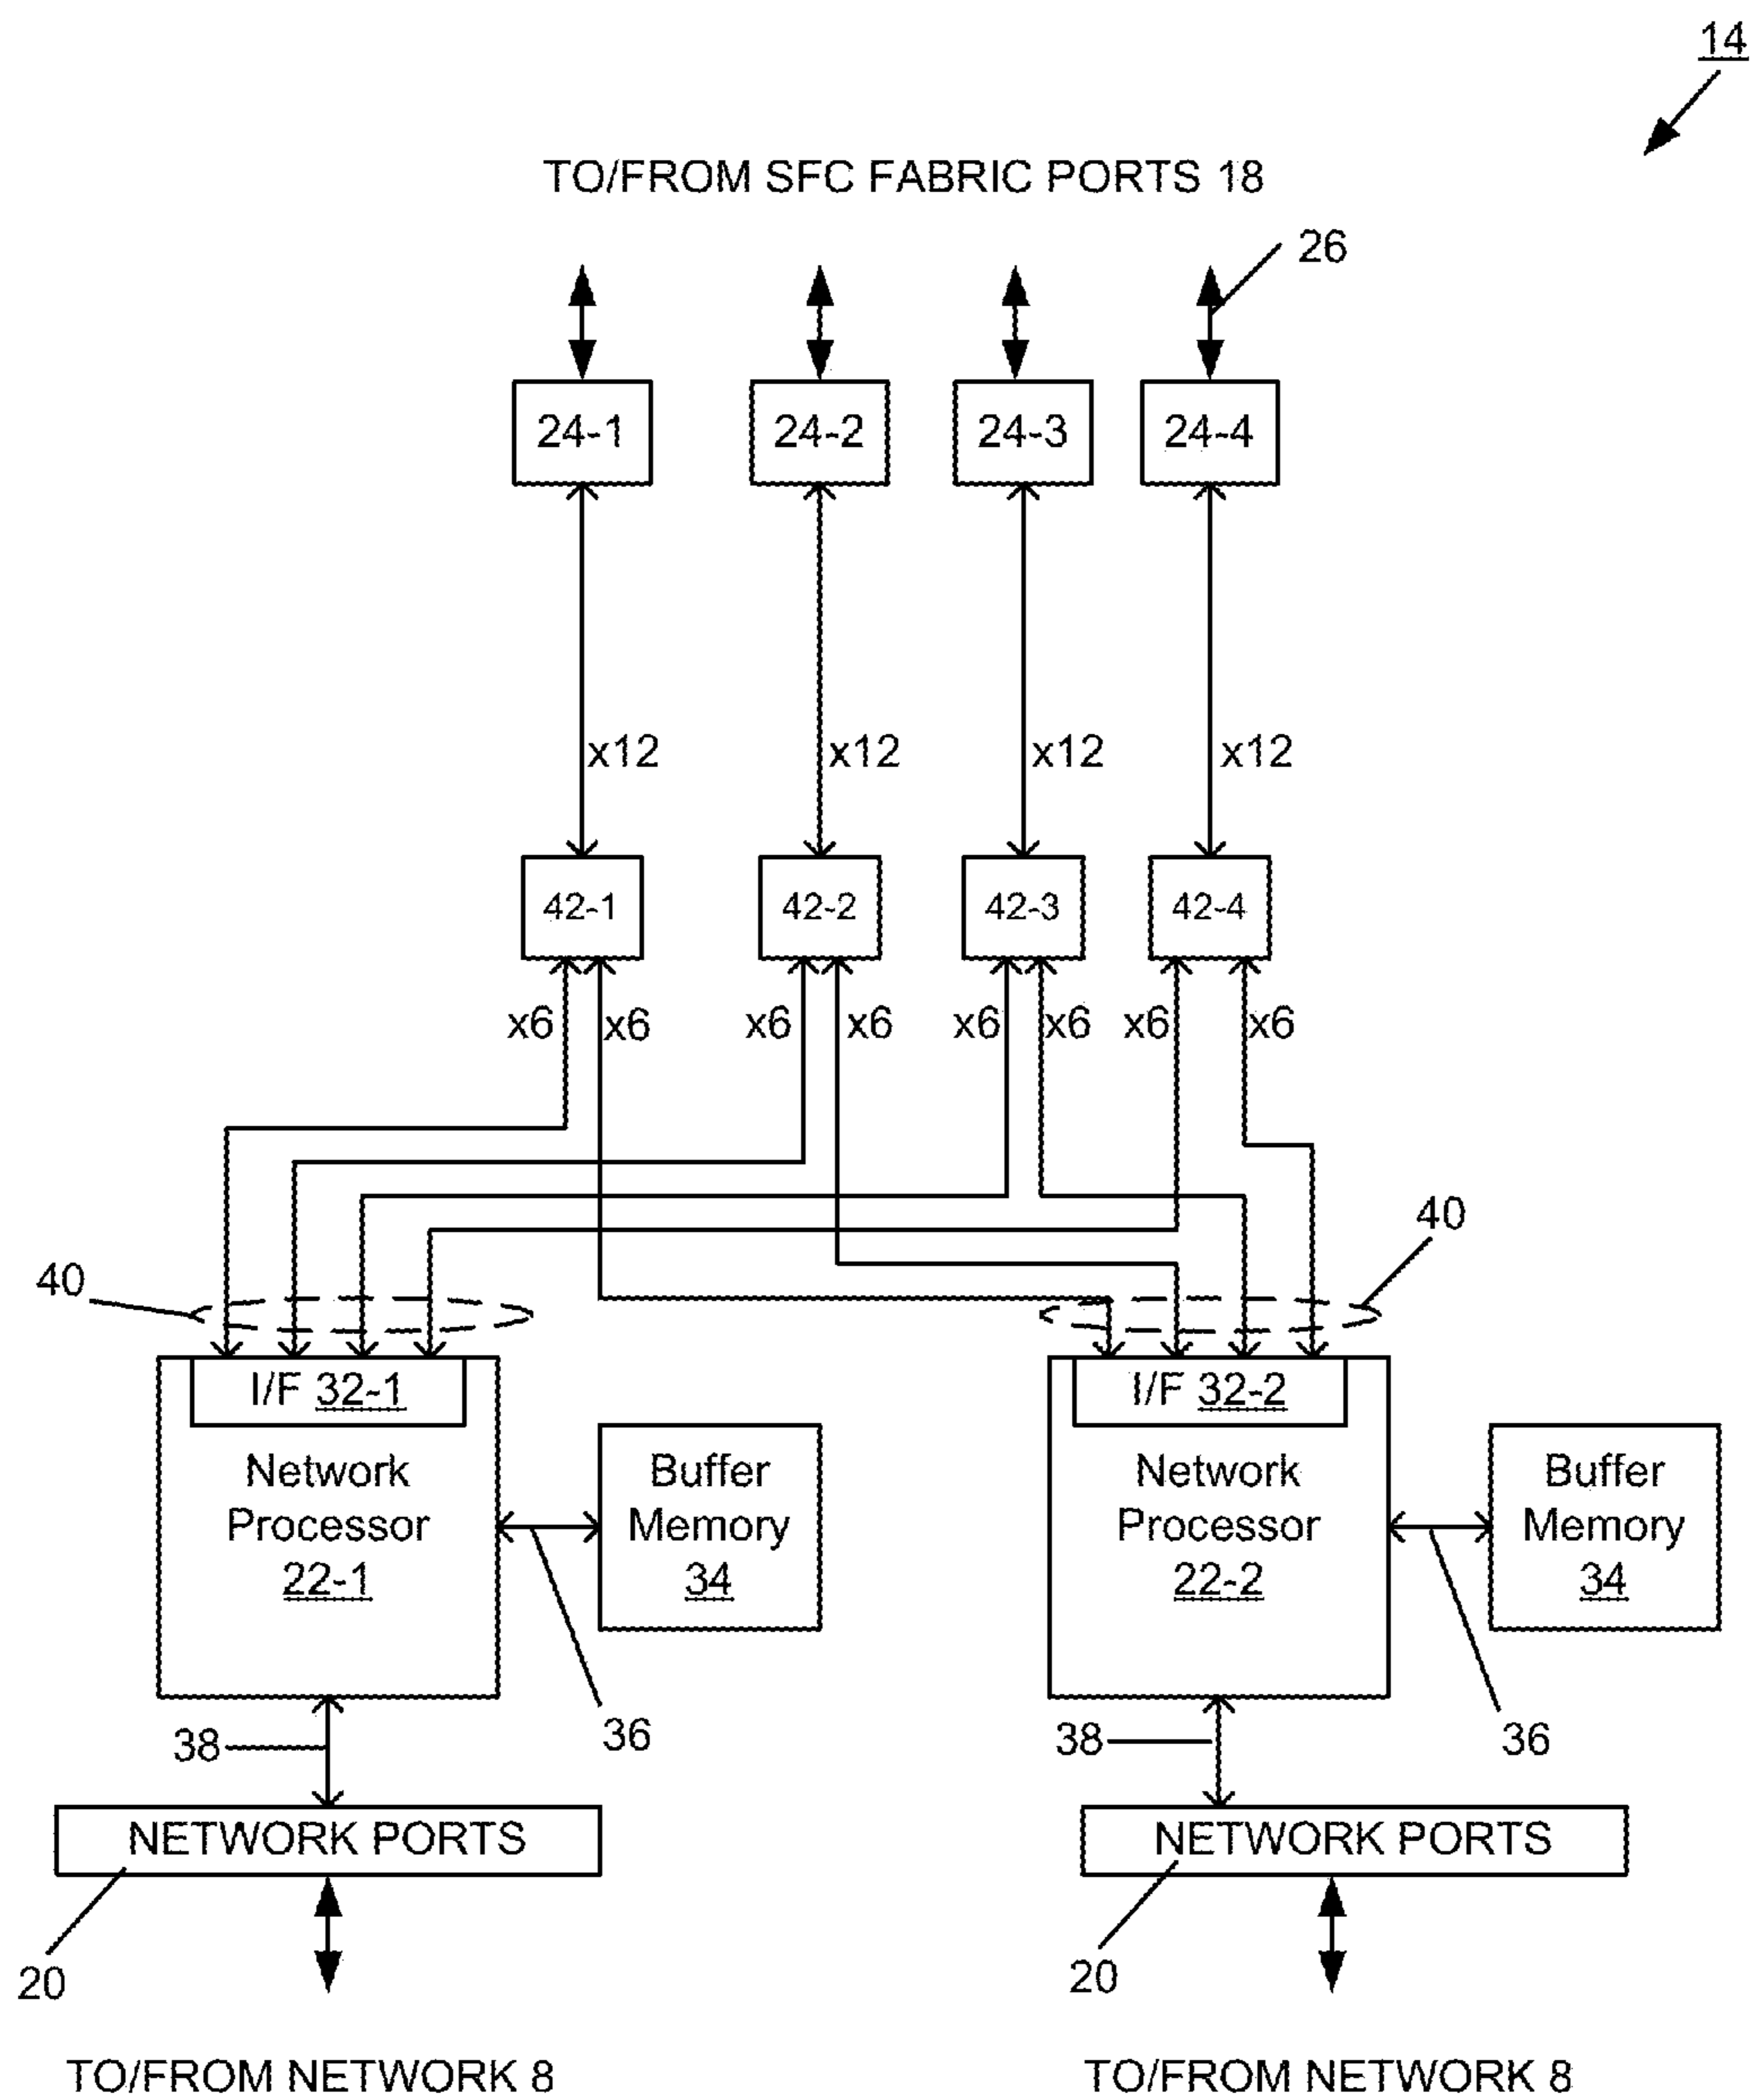 14
TO/FROM SFC FABRIC PORTS 18
26
24-1 24-2 24-3 24-4
x12 x12 x12 x12
42-1 42-2 42-3 42-4
x6 x6 x6 x6 x6 x6 x6 x6
40
40
I/F 32-1
Network
Processor
22-1
Buffer
Memory
34
I/F 32-2
Network
Processor
22-2
Buffer
Memory
34
38 36
38 36
NETWORK PORTS
NETWORK PORTS
20
20
TO/FROM NETWORK 8
TO/FROM NETWORK 8